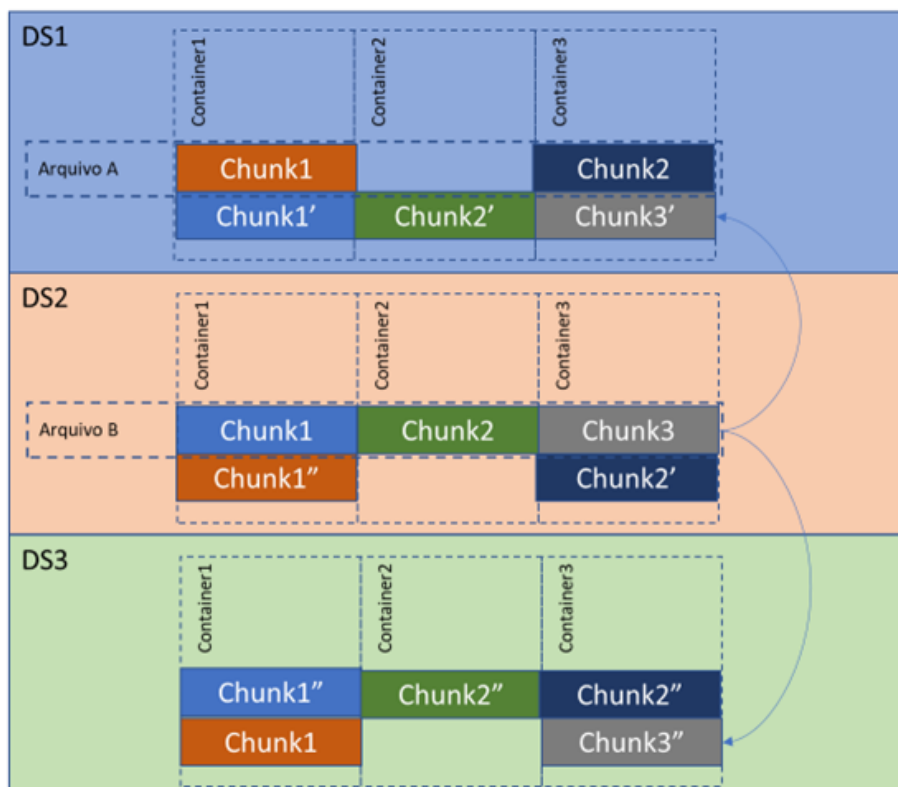 DS1
Container1
Container2
Container3
Arquivo A
Chunk1
Chunk2
Chunk1’
Chunk2’
Chunk3’
DS2
Container1
Container2
Container3
Arquivo B
Chunk1
Chunk2
Chunk3
Chunk1”
Chunk2’
DS3
Container1
Container2
Container3
Chunk1”
Chunk2”
Chunk2”
Chunk1
Chunk3”